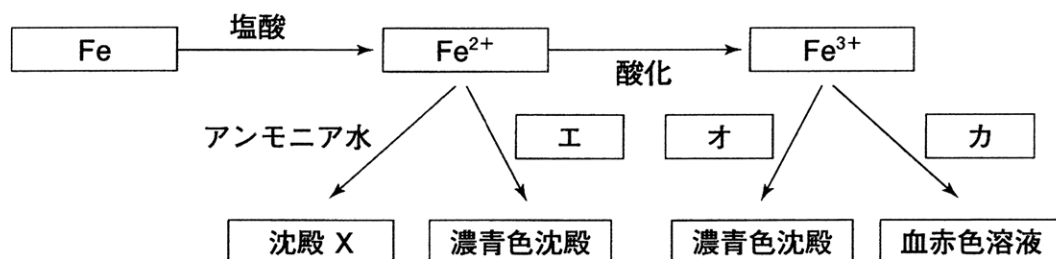 塩酸
Fe
Fe²⁺
酸化
Fe³⁺
アンモニア水
エ
オ
カ
沈殿 X
濃青色沈殿
濃青色沈殿
血赤色溶液